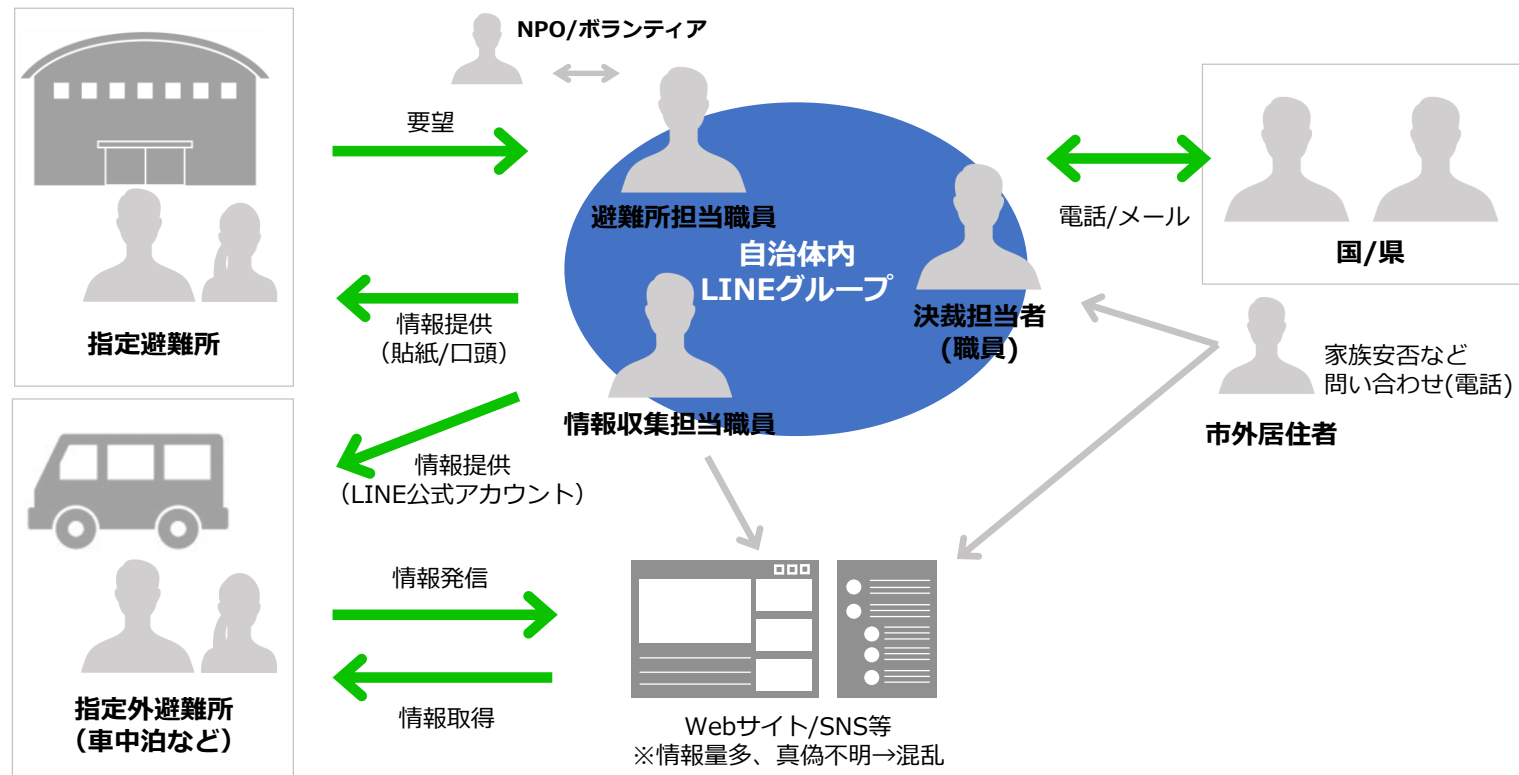 NPO/ボランティア
要望
避難所担当職員
自治体内
LINEグループ
電話/メール
国/県
指定避難所
情報提供
（貼紙/口頭）
決裁担当者
(職員)
家族安否など
問い合わせ(電話)
市外居住者
情報収集担当職員
情報提供
（LINE公式アカウント）
情報発信
指定外避難所
（車中泊など）
情報取得
Webサイト/SNS等
※情報量多、真偽不明→混乱